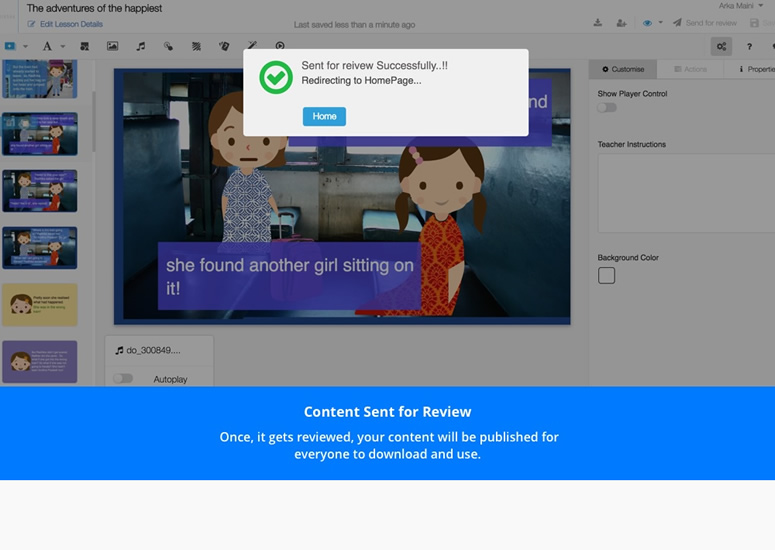 The adventures of the happiest
Arka Maini
Edit Lesson Details
Last saved less than a minute ago
Send for review
A
?
Sent for reivew Successfully..!!
Redirecting to HomePage...
Home
Customise
Actions
Properties
Show Player Control
Teacher Instructions
Background Color
nd
she found another girl sitting on
it!
do_300849....
Autoplay
Content Sent for Review
Once, it gets reviewed, your content will be published for
everyone to download and use.